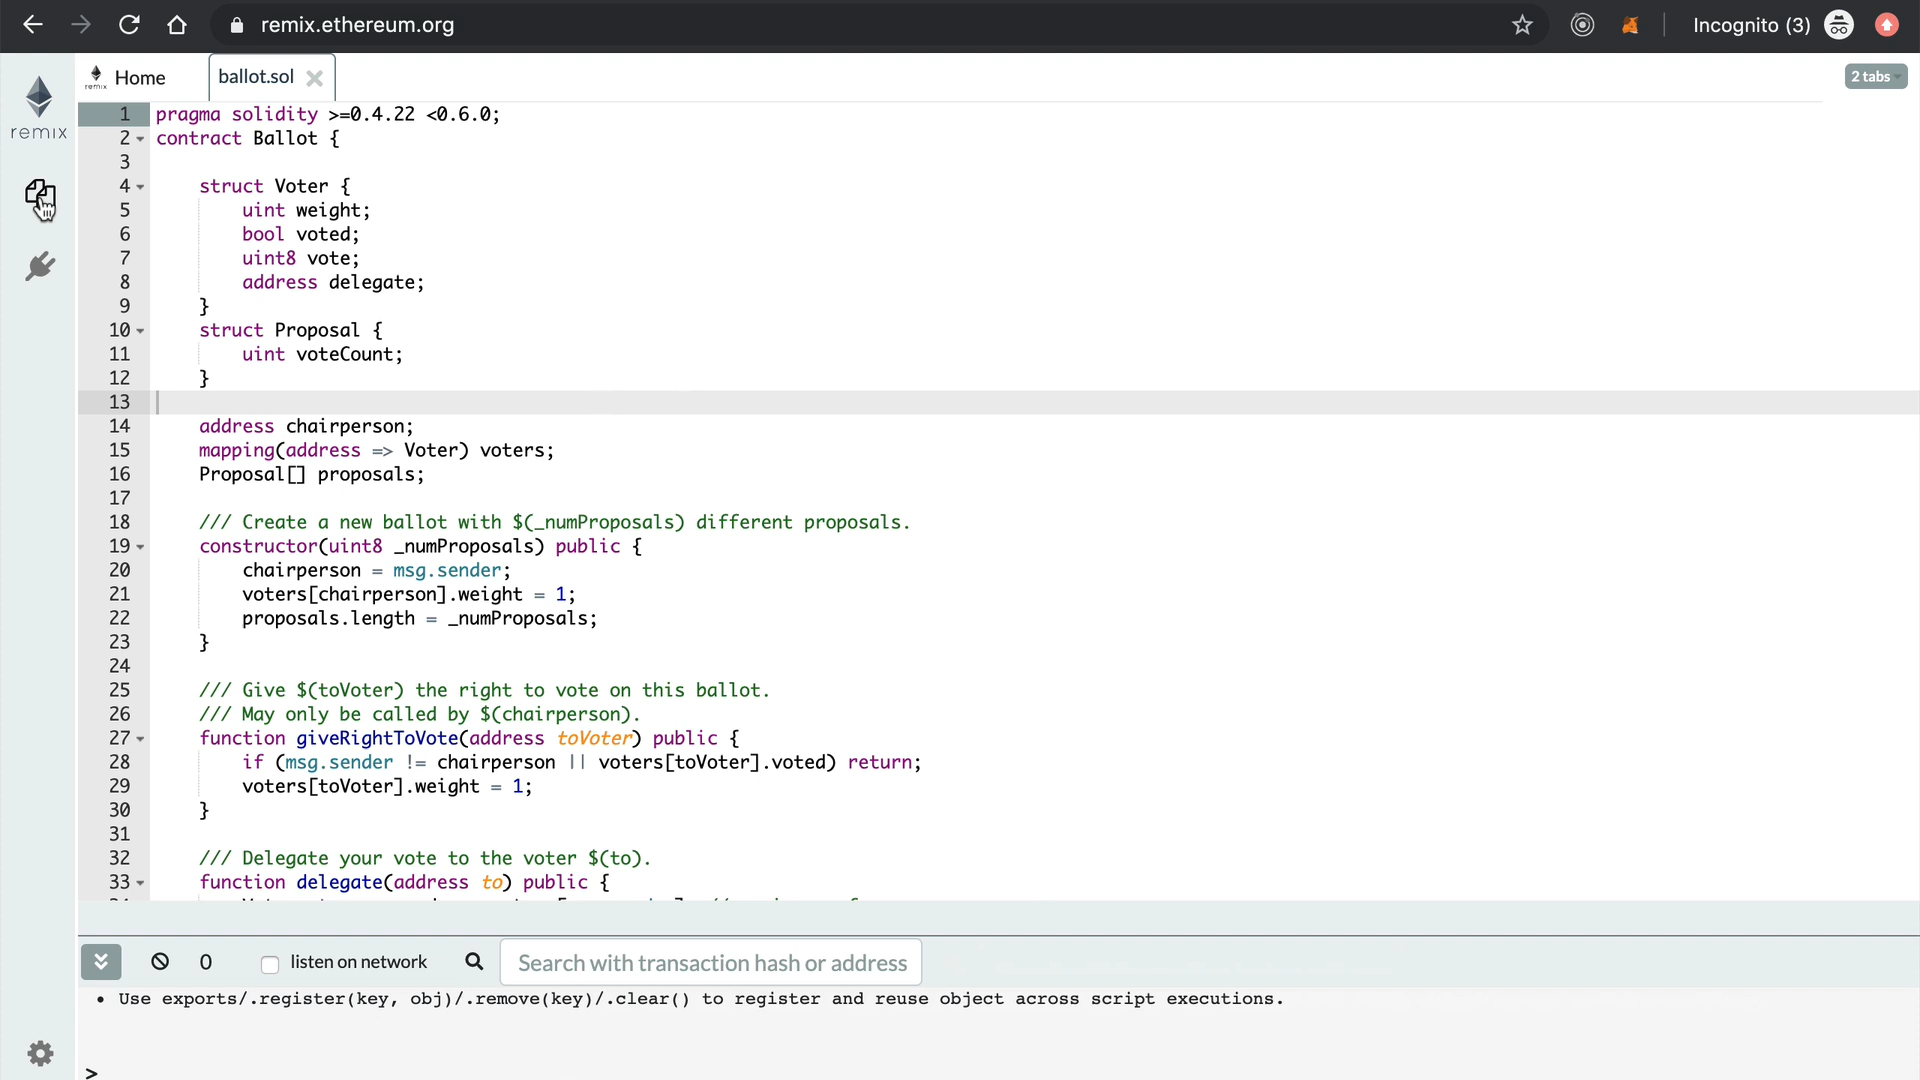 remix.ethereum.org
Incognito (3)
remix
remix Home
ballot.sol
2 tabs
1 pragma solidity >=0.4.22 <0.6.0;
2 contract Ballot {
3
4 struct Voter {
5 uint weight;
6 bool voted;
7 uint8 vote;
8 address delegate;
9 }
10 struct Proposal {
11 uint voteCount;
12 }
13
14 address chairperson;
15 mapping(address => Voter) voters;
16 Proposal[] proposals;
17
18 /// Create a new ballot with $(_numProposals) different proposals.
19 constructor(uint8 _numProposals) public {
20 chairperson = msg.sender;
21 voters[chairperson].weight = 1;
22 proposals.length = _numProposals;
23 }
24
25 /// Give $(toVoter) the right to vote on this ballot.
26 /// May only be called by $(chairperson).
27 function giveRightToVote(address toVoter) public {
28 if (msg.sender != chairperson || voters[toVoter].voted) return;
29 voters[toVoter].weight = 1;
30 }
31
32 /// Delegate your vote to the voter $(to).
33 function delegate(address to) public {
0
listen on network
Search with transaction hash or address
• Use exports/.register(key, obj)/.remove(key)/.clear() to register and reuse object across script executions.
>